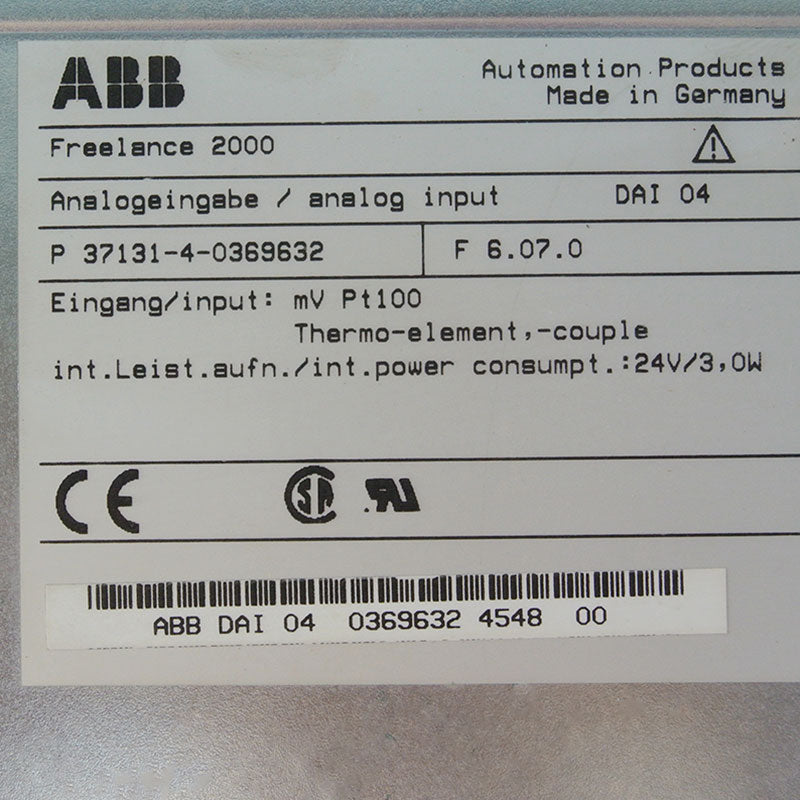 ABB
Automation Products
Made in Germany
Freelance 2000
Analogeingabe / analog input DAI 04
P 37131-4-0369632 F 6.07.0
Eingang/input: mV Pt100
Thermo-element,-couple
int.Leist.aufn./int.power consumpt.:24V/3,0W
CE SA RU
ABB DAI 04 0369632 4548 00